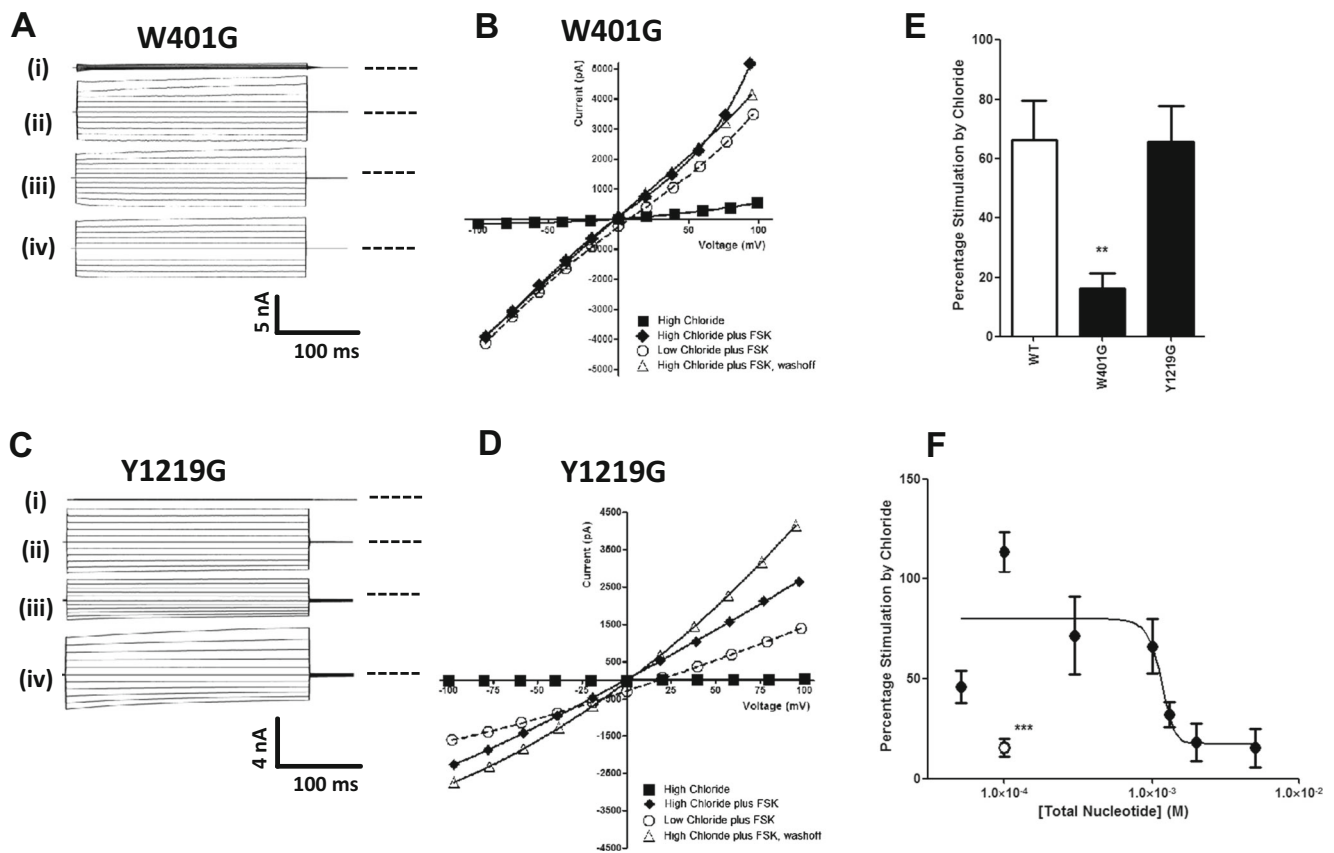 A
W401G
(i)
(ii)
(iii)
(iv)
5 nA
100 ms
B
W401G
Current (pA)
6000
5000
4000
3000
2000
1000
-100
-50
50
100
Voltage (mV)
-1000
-2000
-3000
-4000
-5000
High Chloride
High Chloride plus FSK
Low Chloride plus FSK
High Chloride plus FSK, washoff
E
Percentage Stimulation by Chloride
100
80
60
40
20
0
**
WT
W401G
Y1219G
C
Y1219G
(i)
(ii)
(iii)
(iv)
4 nA
100 ms
D
Y1219G
Current (pA)
4500
3500
2500
1500
500
-100
-75
-50
-25
0
25
50
75
100
Voltage (mV)
-500
-1500
-2500
-3500
-4500
High Chloride
High Chloride plus FSK
Low Chloride plus FSK
High Chloride plus FSK, washoff
F
Percentage Stimulation by Chloride
150
100
50
0
***
1.0×10⁻⁴
1.0×10⁻³
1.0×10⁻²
[Total Nucleotide] (M)